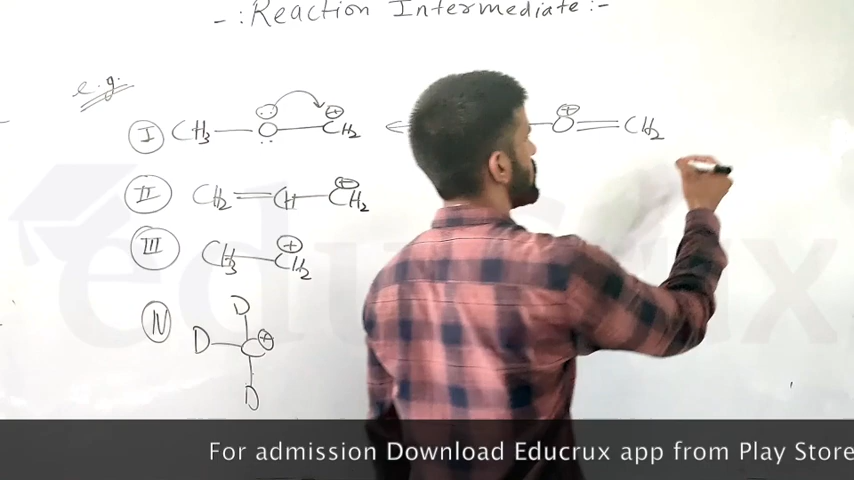 -:Reaction Intermediate:-
e.g.
I CH3—O—CH2 ⊕ ← O=CH2 ⊕
II CH2=CH—CH2 ⊕
III CH3—CH2 ⊕
IV D D C ⊕ D
For admission Download Educrux app from Play Store